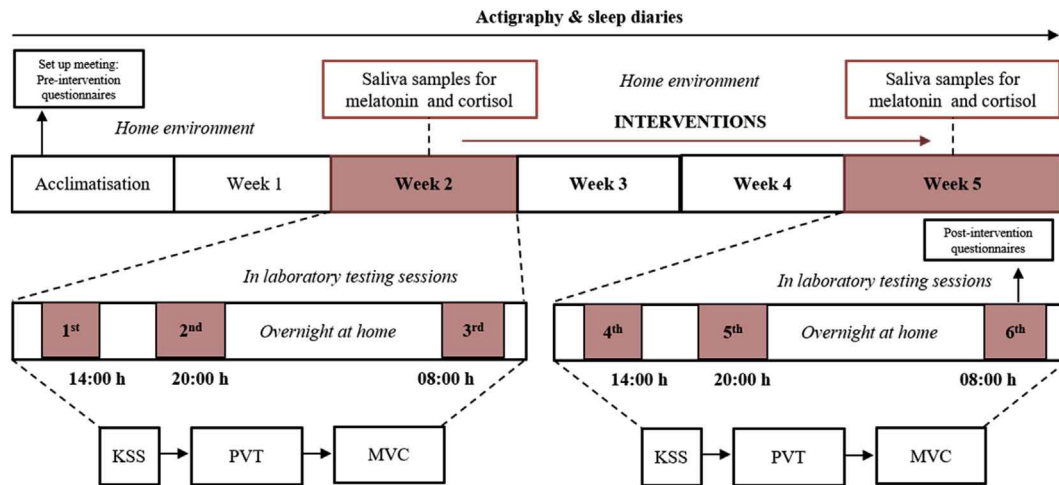 Actigraphy & sleep diaries
Set up meeting:
Pre-intervention
questionnaires
Home environment
Saliva samples for
melatonin and cortisol
Home environment
INTERVENTIONS
Saliva samples for
melatonin and cortisol
Acclimatisation
Week 1
Week 2
Week 3
Week 4
Week 5
Post-intervention
questionnaires
In laboratory testing sessions
1st
2nd
Overnight at home
3rd
14:00 h
20:00 h
08:00 h
KSS
PVT
MVC
In laboratory testing sessions
4th
5th
Overnight at home
6th
14:00 h
20:00 h
08:00 h
KSS
PVT
MVC